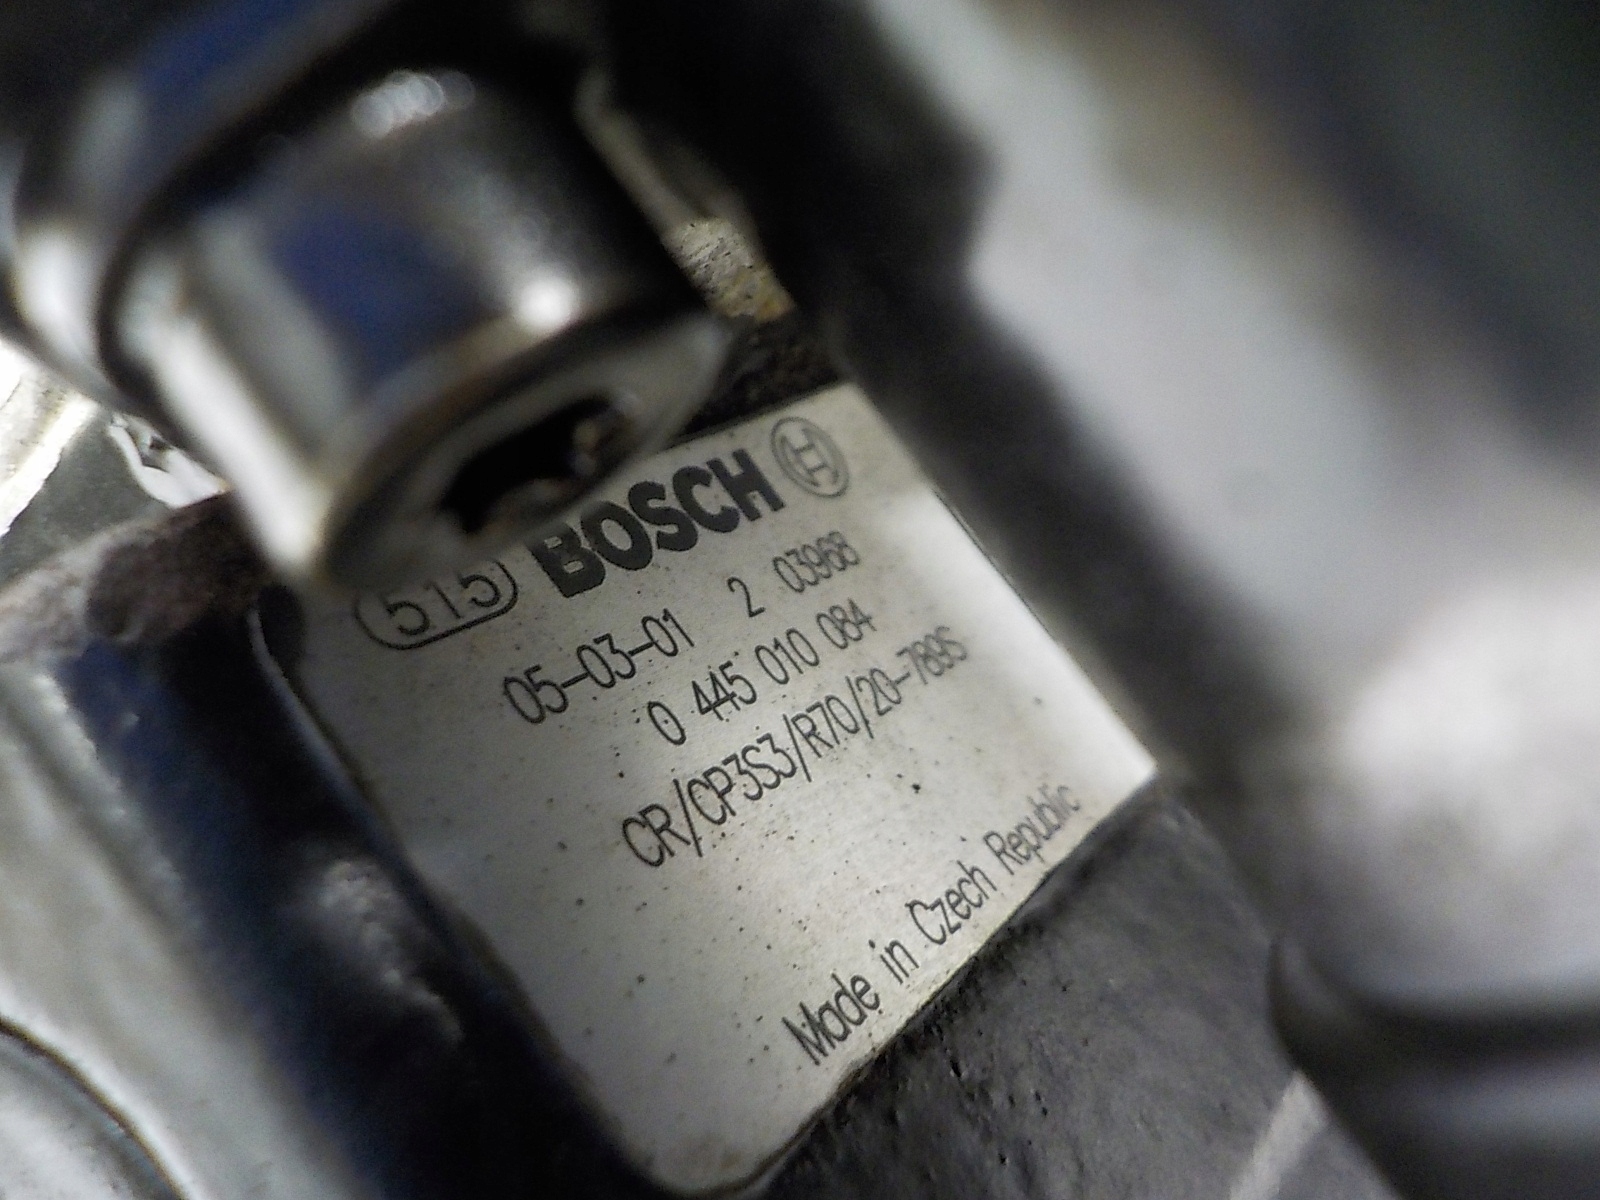 515 BOSCH
05-03-01 2 03968
0 445 010 084
CR/CP3S3/R70/20-789S
Made in Czech Republic